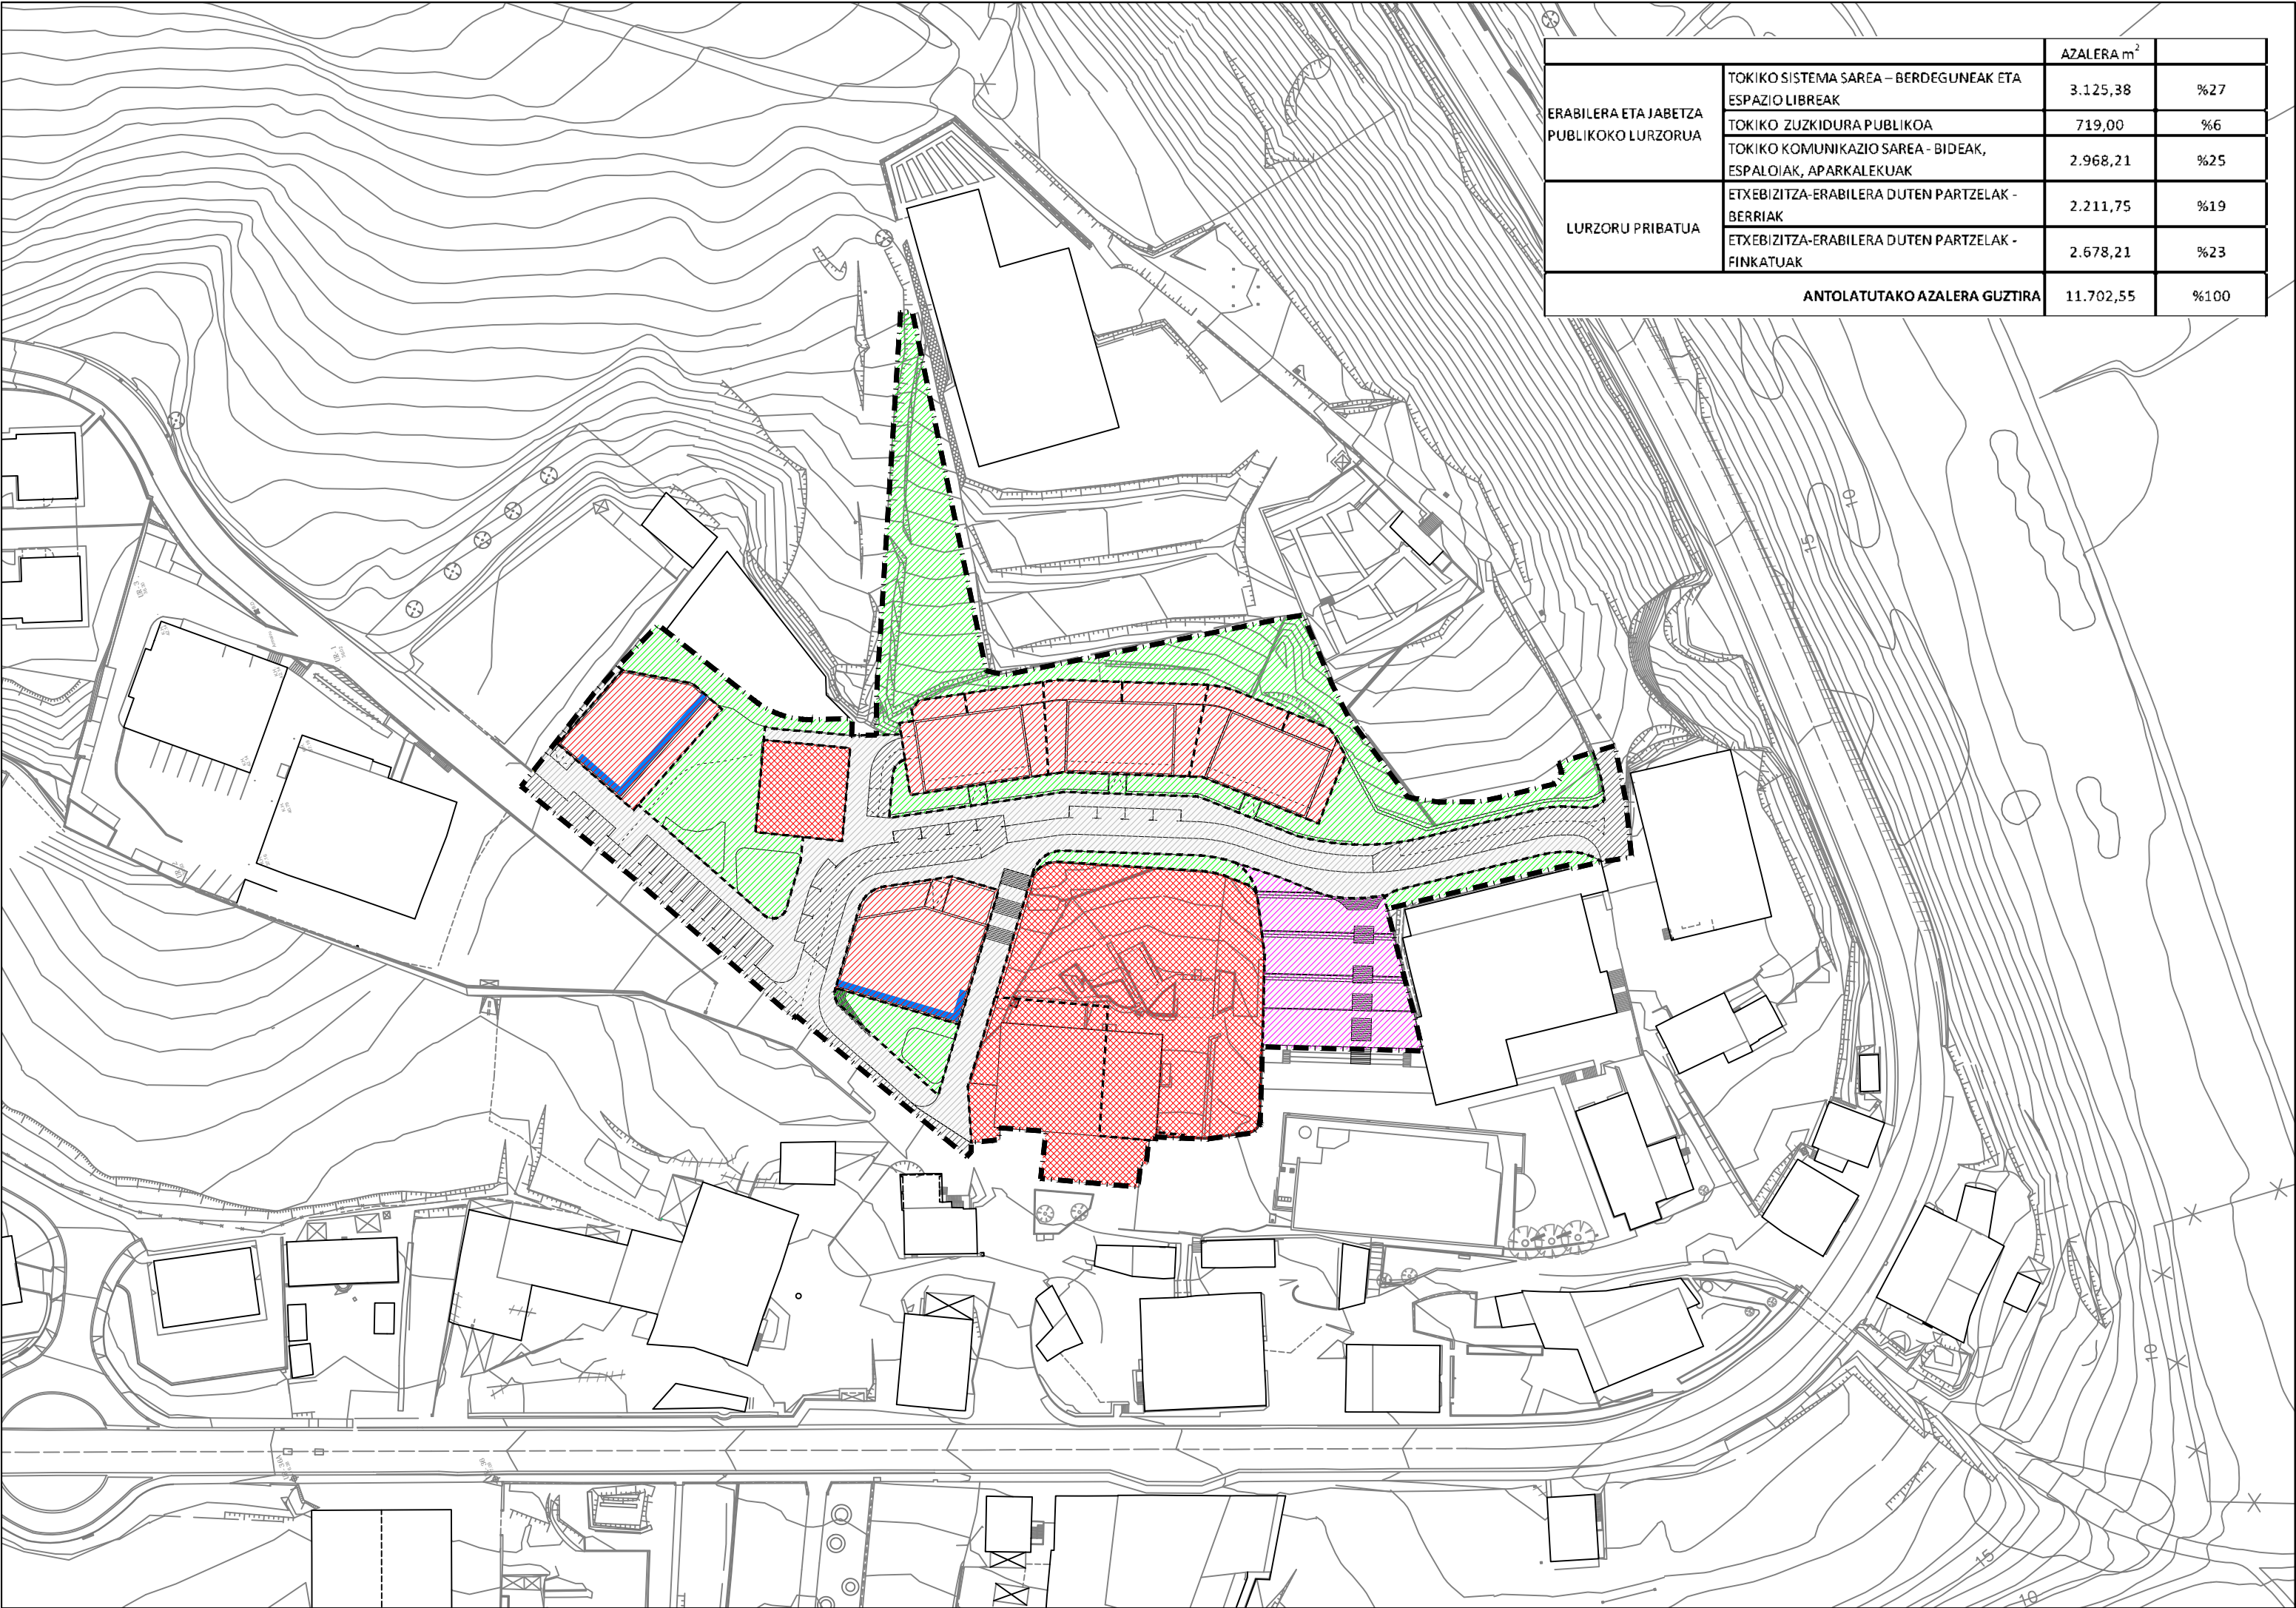 AZALERA m²
ERABILERA ETA JABETZA
PUBLIKOKO LURZORUA
TOKIKO SISTEMA SAREA – BERDEGUNEAK ETA
ESPAZIO LIBREAK
3.125,38 %27
TOKIKO ZUZKIDURA PUBLIKOA 719,00 %6
TOKIKO KOMUNIKAZIO SAREA - BIDEAK,
ESPALOIAK, APARKALEKUAK
2.968,21 %25
LURZORU PRIBATUA
ETXEBIZITZA-ERABILERA DUTEN PARTZELAK -
BERRIAK
2.211,75 %19
ETXEBIZITZA-ERABILERA DUTEN PARTZELAK -
FINKATUAK
2.678,21 %23
ANTOLATUTAKO AZALERA GUZTIRA 11.702,55 %100
10
15
10
15
10